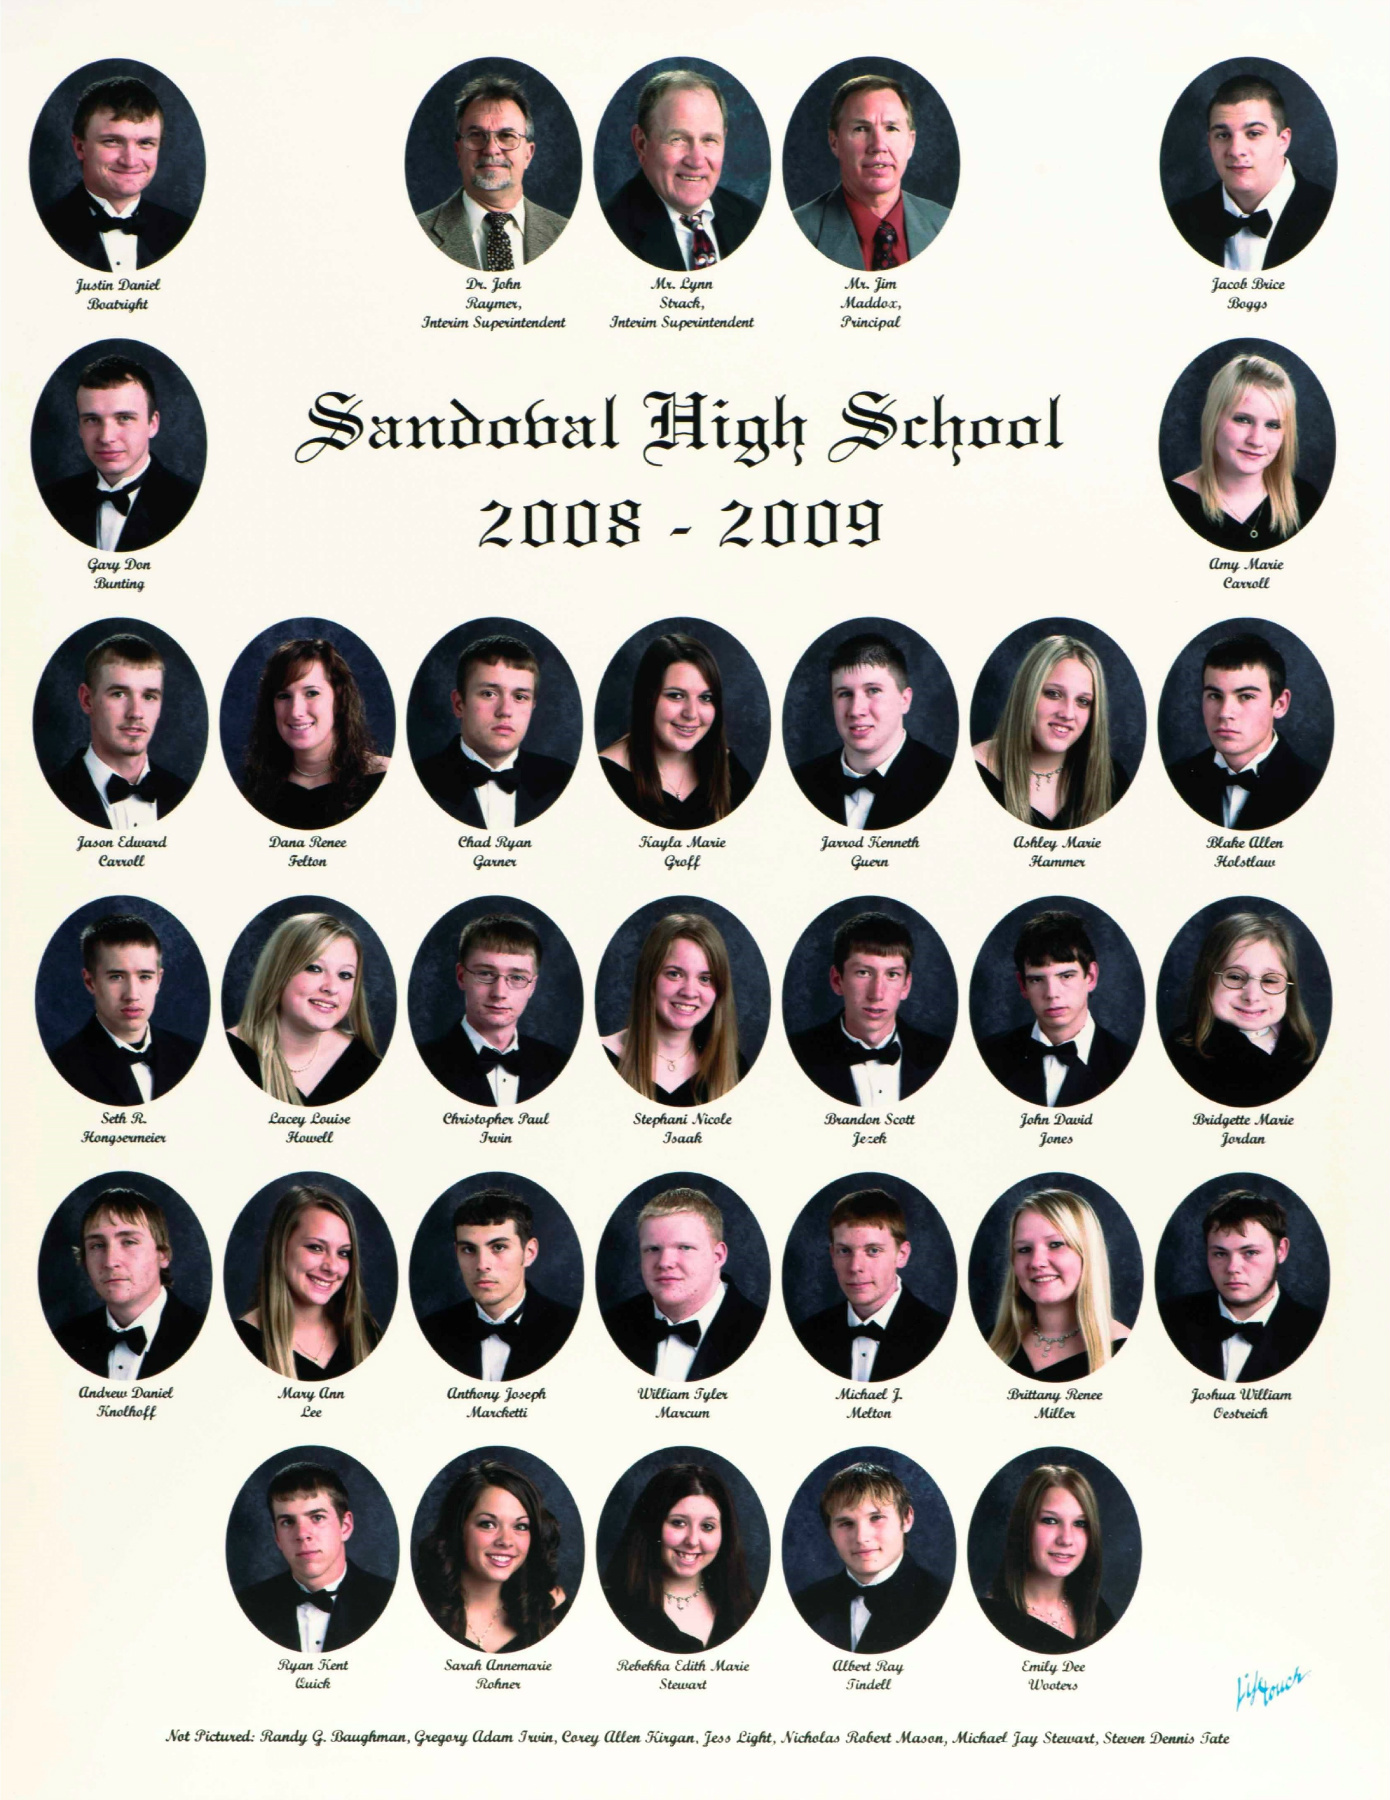 Justin Daniel
Boatright
Dr. John
Raymer,
Interim Superintendent
Mr. Lynn
Strack,
Interim Superintendent
Mr. Jim
Maddox,
Principal
Jacob Brice
Boggs
Sandoval High School
2008 - 2009
Gary Don
Bunting
Amy Marie
Carroll
Jason Edward
Carroll
Dana Renee
Felton
Chad Ryan
Garner
Kayla Marie
Groff
Jarrod Kenneth
Guern
Ashley Marie
Hammer
Blake Allen
Holstlaw
Seth R.
Hongsermeier
Lacey Louise
Howell
Christopher Paul
Irwin
Stephani Nicole
Isaak
Brandon Scott
Jezek
John David
Jones
Bridgette Marie
Jordan
Andrew Daniel
Knolhoff
Mary Ann
Lee
Anthony Joseph
Marcketti
William Tyler
Marcum
Michael J.
Melton
Brittany Renee
Miller
Joshua William
Oestreich
Ryan Kent
Quick
Sarah Annemarie
Rohner
Rebekka Edith Marie
Stewart
Albert Ray
Tindell
Emily Dee
Wooters
Lifetouch
Not Pictured: Randy G. Baughman, Gregory Adam Irwin, Corey Allen Kirgan, Jess Light, Nicholas Robert Mason, Michael Jay Stewart, Steven Dennis Tate